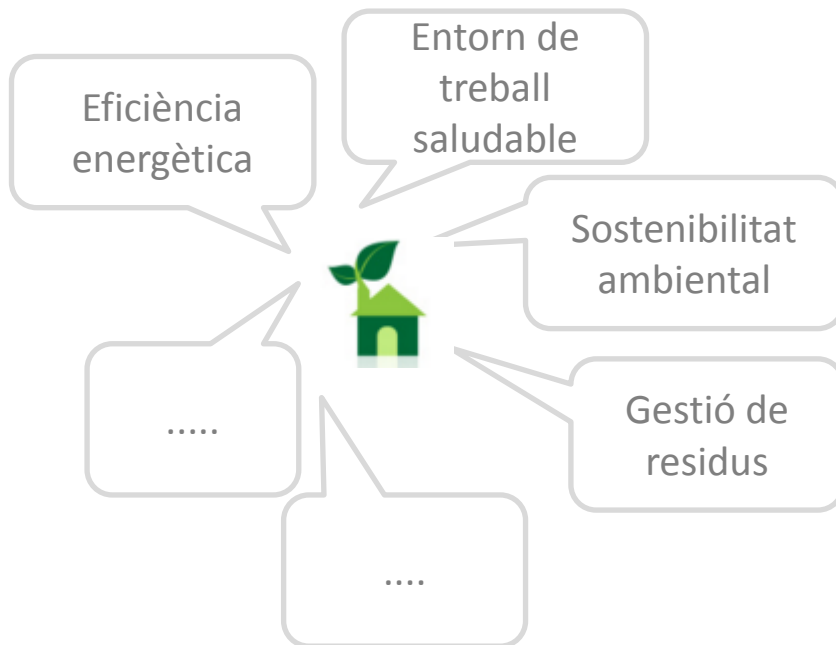 Entorn de
treball
saludable
Eficiència
energètica
Sostenibilitat
ambiental
Gestió de
residus
.....
....